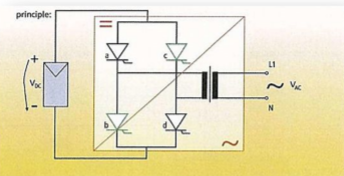 principle:
=
a
c
+
L1
V_DC
~ V_AC
−
N
b
d
~